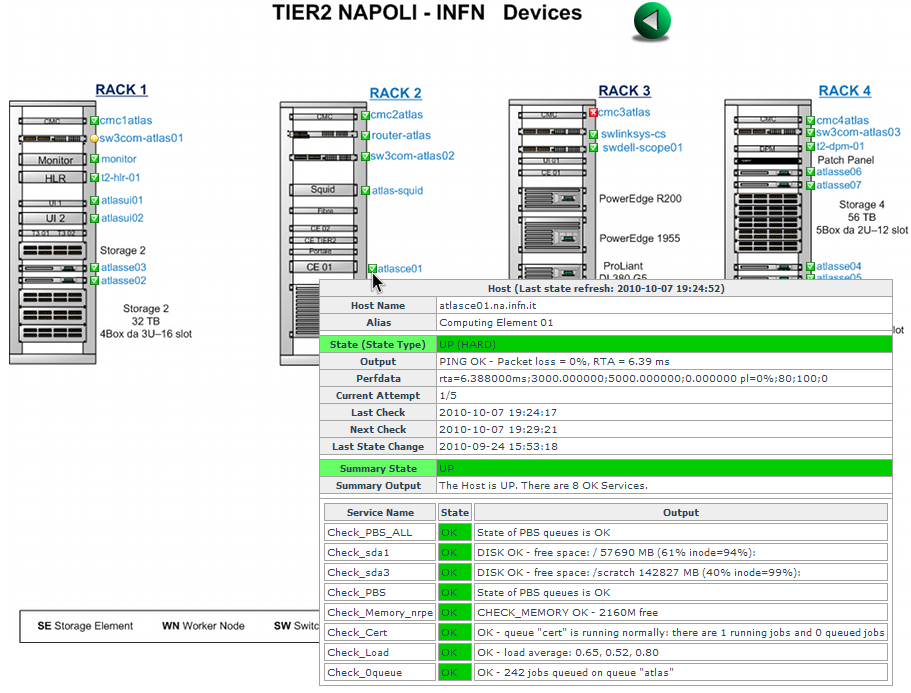 TIER2 NAPOLI - INFN Devices
RACK 1
CMC
cmc1atlas
sw3com-atlas01
Monitor
monitor
HLR
t2-hlr-01
UI 1
atlasui01
UI 2
atlasui02
T3 01 T3 02
Storage 2
atlasse03
atlasse02
Storage 2
32 TB
4Box da 3U–16 slot
RACK 2
CMC
cmc2atlas
router-atlas
sw3com-atlas02
Squid
atlas-squid
Fibre
CE 02
CE TIER2
Portale
CE 01
atlasce01
RACK 3
CMC
cmc3atlas
swlinksys-cs
swdell-scope01
UI 01
CE 01
PowerEdge R200
PowerEdge 1955
ProLiant
DL380 G5
RACK 4
CMC
cmc4atlas
sw3com-atlas03
DPM
t2-dpm-01
Patch Panel
atlasse06
atlasse07
Storage 4
56 TB
5Box da 2U–12 slot
atlasse04
atlasse05
lot
Host (Last state refresh: 2010-10-07 19:24:52)
Host Name atlasce01.na.infn.it
Alias Computing Element 01
State (State Type) UP (HARD)
Output PING OK - Packet loss = 0%, RTA = 6.39 ms
Perfdata rta=6.388000ms;3000.000000;5000.000000;0.000000 pl=0%;80;100;0
Current Attempt 1/5
Last Check 2010-10-07 19:24:17
Next Check 2010-10-07 19:29:21
Last State Change 2010-09-24 15:53:18
Summary State UP
Summary Output The Host is UP. There are 8 OK Services.
Service Name State Output
Check_PBS_ALL OK State of PBS queues is OK
Check_sda1 OK DISK OK - free space: / 57690 MB (61% inode=94%):
Check_sda3 OK DISK OK - free space: /scratch 142827 MB (40% inode=99%):
Check_PBS OK State of PBS queues is OK
Check_Memory_nrpe OK CHECK_MEMORY OK - 2160M free
Check_Cert OK OK - queue "cert" is running normally: there are 1 running jobs and 0 queued jobs
Check_Load OK OK - load average: 0.65, 0.52, 0.80
Check_0queue OK OK - 242 jobs queued on queue "atlas"
SE Storage Element WN Worker Node SW Switc